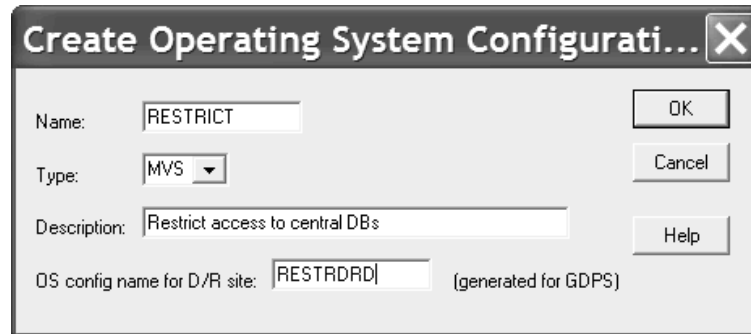 Create Operating System Configurati...
Name: RESTRICT
OK
Type: MVS
Cancel
Description: Restrict access to central DBs
Help
OS config name for D/R site: RESTRDRD (generated for GDPS)